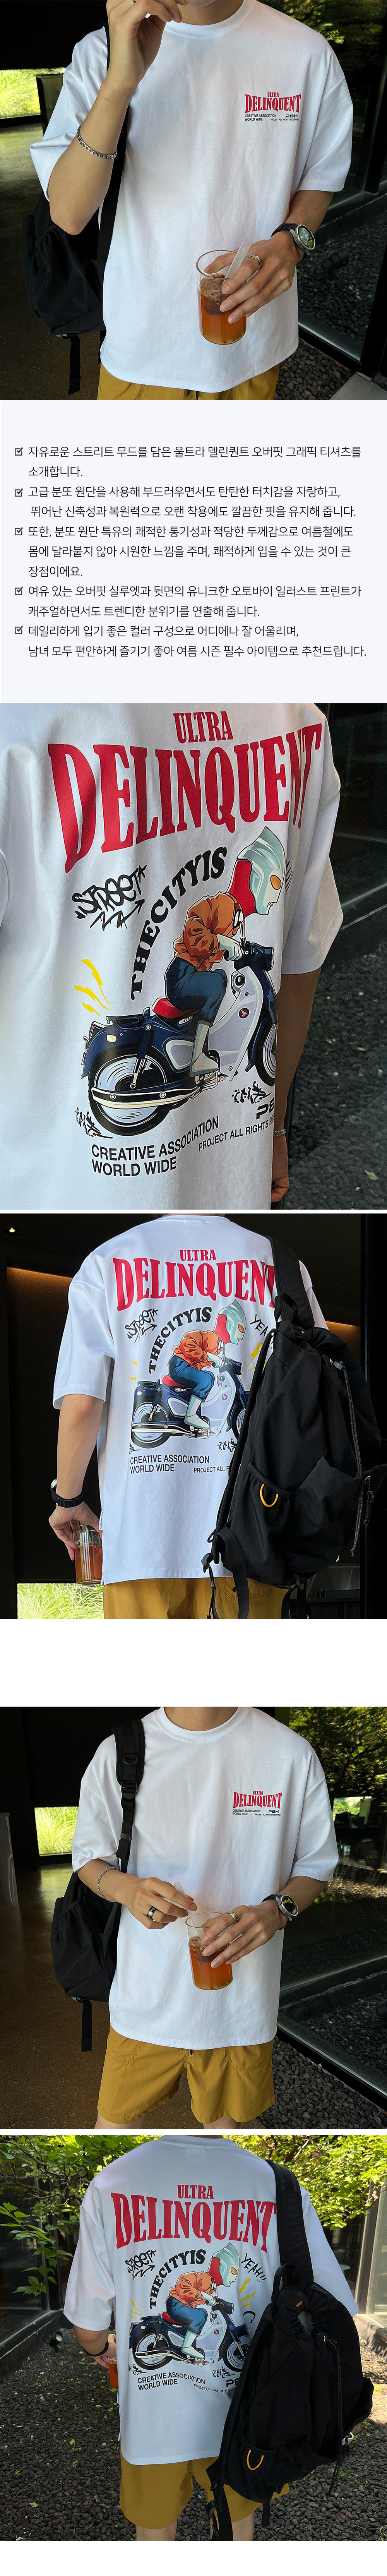 ULTRA
DELINQUENT
CREATIVE ASSOCIATION
WORLD WIDE
자유로운 스트리트 무드를 담은 울트라 델린퀀트 오버핏 그래픽 티셔츠를
소개합니다.
고급 분또 원단을 사용해 부드러우면서도 탄탄한 터치감을 자랑하고,
뛰어난 신축성과 복원력으로 오랜 착용에도 깔끔한 핏을 유지해 줍니다.
또한, 분또 원단 특유의 쾌적한 통기성과 적당한 두께감으로 여름철에도
몸에 달라붙지 않아 시원한 느낌을 주며, 쾌적하게 입을 수 있는 것이 큰
장점이에요.
여유 있는 오버핏 실루엣과 뒷면의 유니크한 오토바이 일러스트 프린트가
캐주얼하면서도 트렌디한 분위기를 연출해 줍니다.
데일리하게 입기 좋은 컬러 구성으로 어디에나 잘 어울리며,
남녀 모두 편안하게 즐기기 좋아 여름 시즌 필수 아이템으로 추천드립니다.
ULTRA
DELINQUENT
"STREET"
THECITYIS
CREATIVE ASSOCIATION
WORLD WIDE
PROJECT ALL RIGHTS
ULTRA
DELINQUENT
"STREET"
THECITYIS
YEA
CREATIVE ASSOCIATION
WORLD WIDE
PROJECT ALL R
ULTRA
DELINQUENT
CREATIVE ASSOCIATION
WORLD WIDE
ULTRA
DELINQUENT
"STREET"
THECITYIS
YEAH!!
CREATIVE ASSOCIATION
WORLD WIDE
PROJECT ALL